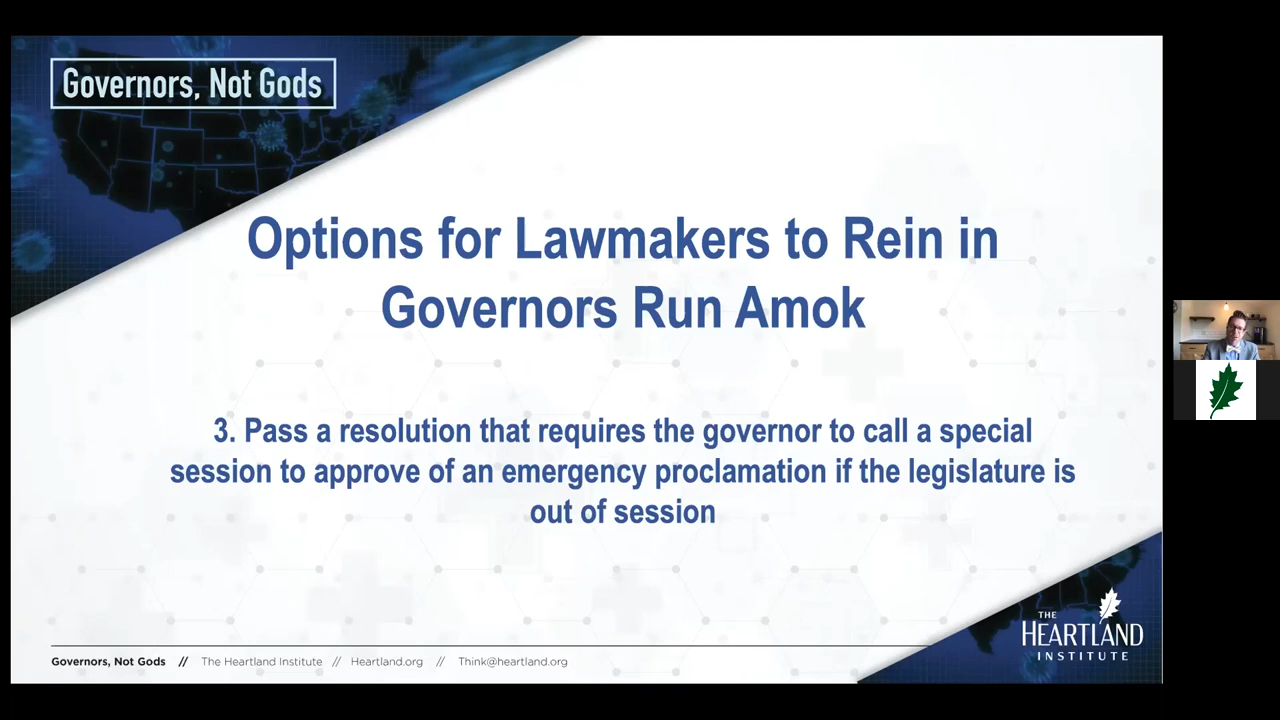 Governors, Not Gods
Options for Lawmakers to Rein in
Governors Run Amok
3. Pass a resolution that requires the governor to call a special
session to approve of an emergency proclamation if the legislature is
out of session
Governors, Not Gods // The Heartland Institute // Heartland.org // Think@heartland.org
THE
HEARTLAND
INSTITUTE